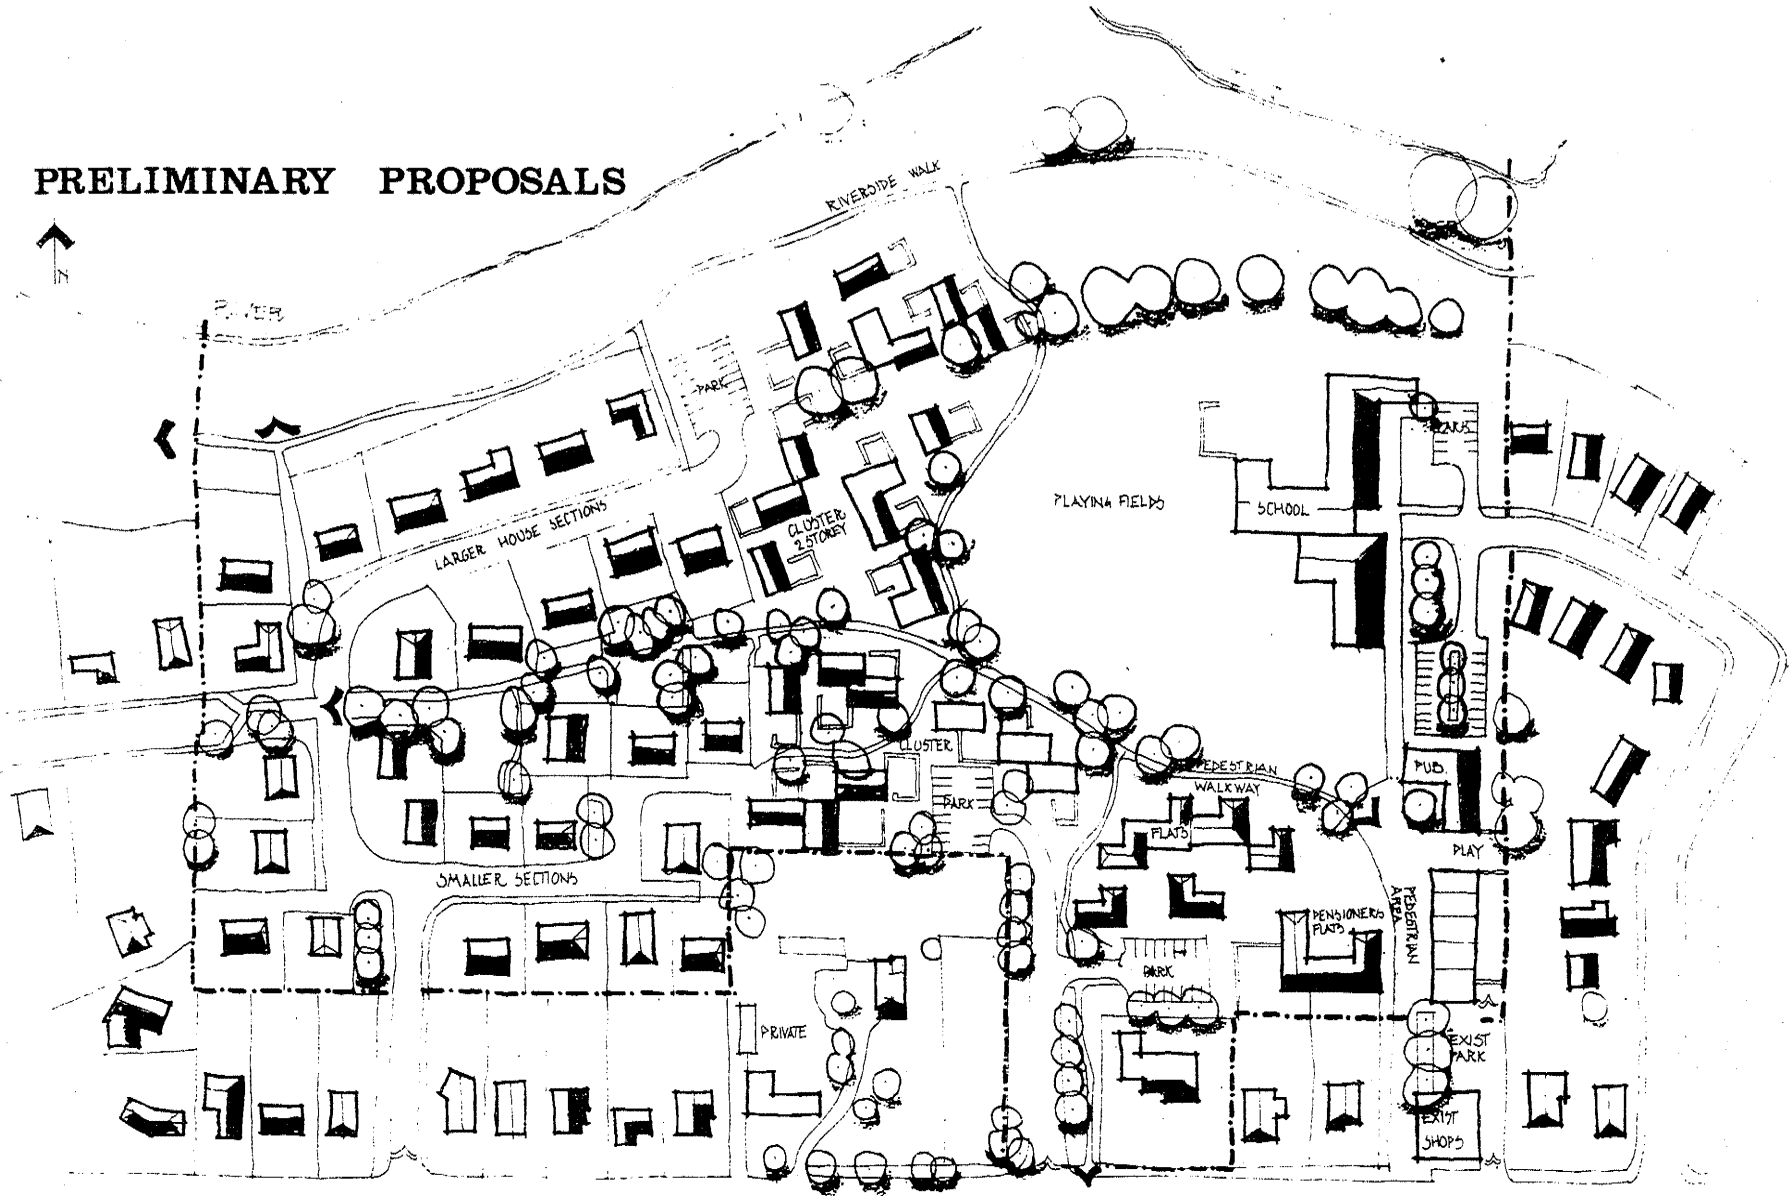 PRELIMINARY PROPOSALS
N
RIVER
RIVERSIDE WALK
PARK
LARGER HOUSE SECTIONS
CLUSTER
2 STOREY
PLAYING FIELDS
SCHOOL
PARK
CLUSTER
PARK
PEDESTRIAN
WALKWAY
FLATS
PUB.
PLAY
SMALLER SECTIONS
PENSIONERS
FLATS
PEDESTRIAN
AREA
PARK
PRIVATE
EXIST
PARK
EXIST
SHOPS